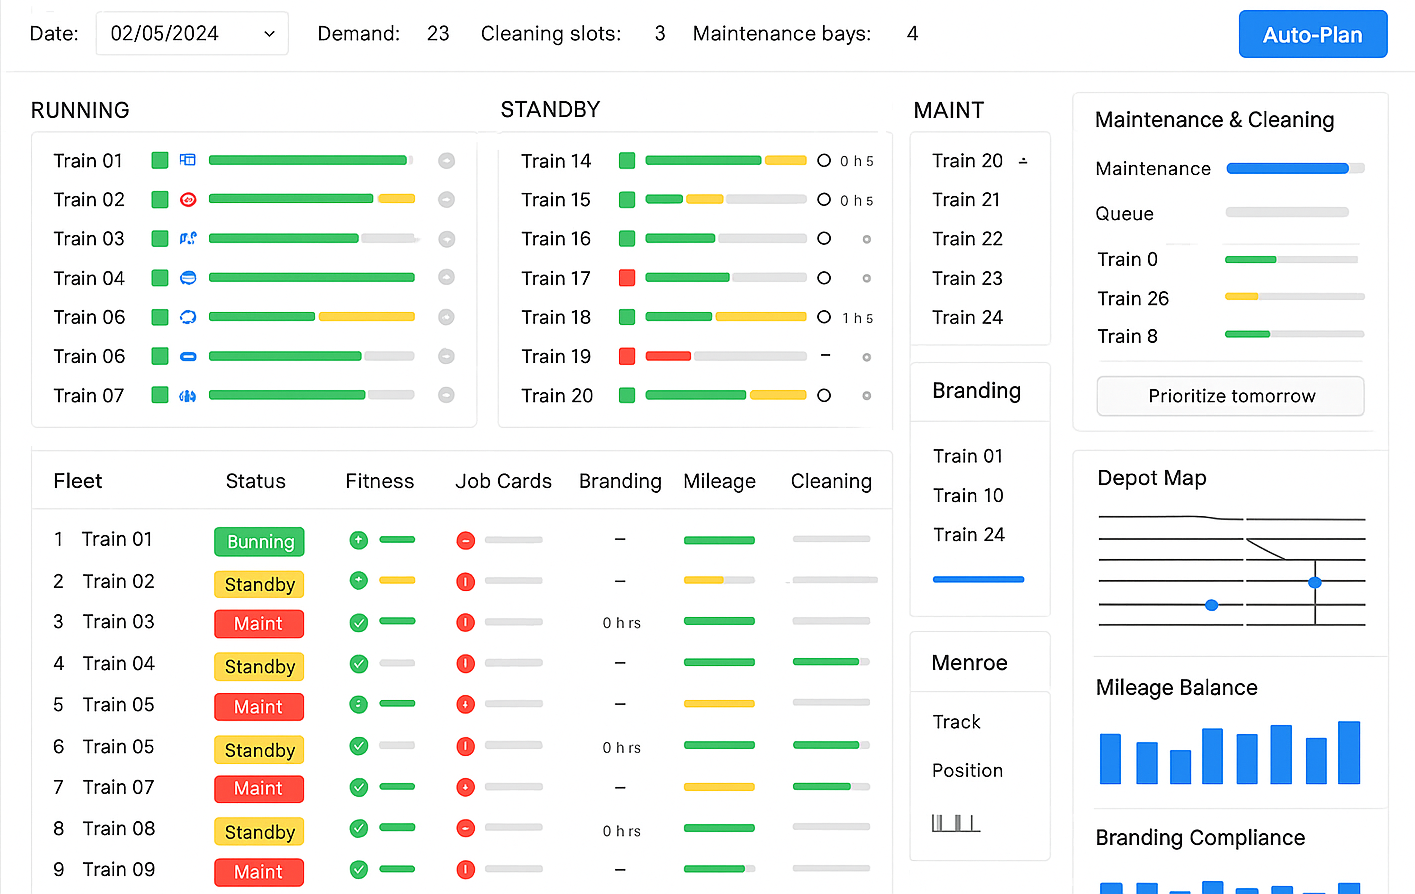 Date: 02/05/2024 Demand: 23 Cleaning slots: 3 Maintenance bays: 4 Auto-Plan
RUNNING
Train 01
Train 02
Train 03
Train 04
Train 06
Train 06
Train 07
STANDBY
Train 14 0 h 5
Train 15 0 h 5
Train 16
Train 17
Train 18 1 h 5
Train 19
Train 20
MAINT
Train 20
Train 21
Train 22
Train 23
Train 24
Maintenance & Cleaning
Maintenance
Queue
Train 0
Train 26
Train 8
Prioritize tomorrow
Fleet Status Fitness Job Cards Branding Mileage Cleaning
1 Train 01 Bunning –
2 Train 02 Standby –
3 Train 03 Maint 0 hrs
4 Train 04 Standby –
5 Train 05 Maint –
6 Train 05 Standby 0 hrs
7 Train 07 Maint –
8 Train 08 Standby 0 hrs
9 Train 09 Maint –
Branding
Train 01
Train 10
Train 24
Menroe
Track
Position
Depot Map
Mileage Balance
Branding Compliance